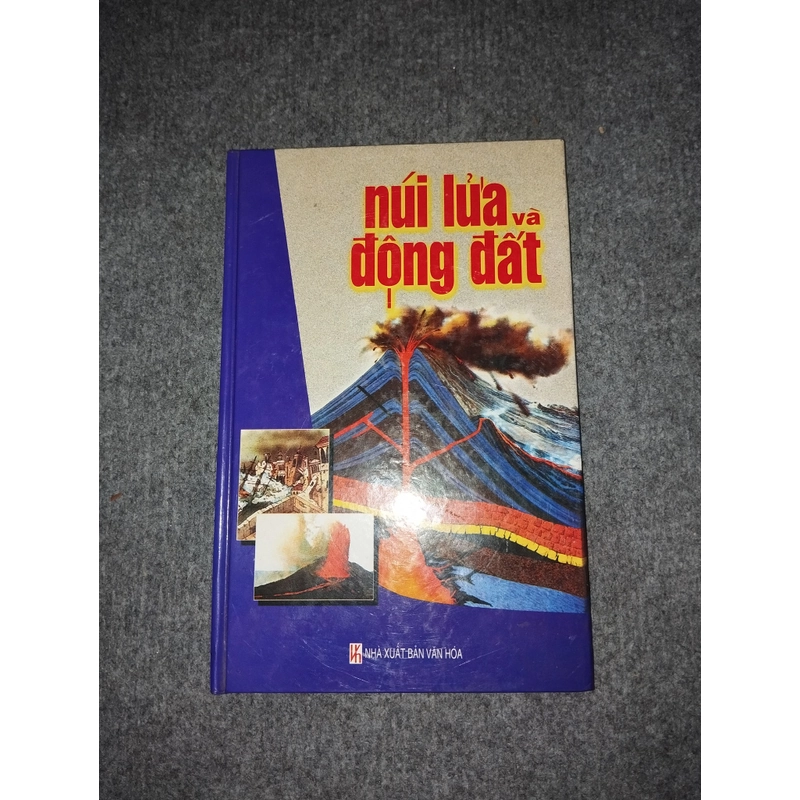 núi lửa và
động đất
NHÀ XUẤT BẢN VĂN HÓA